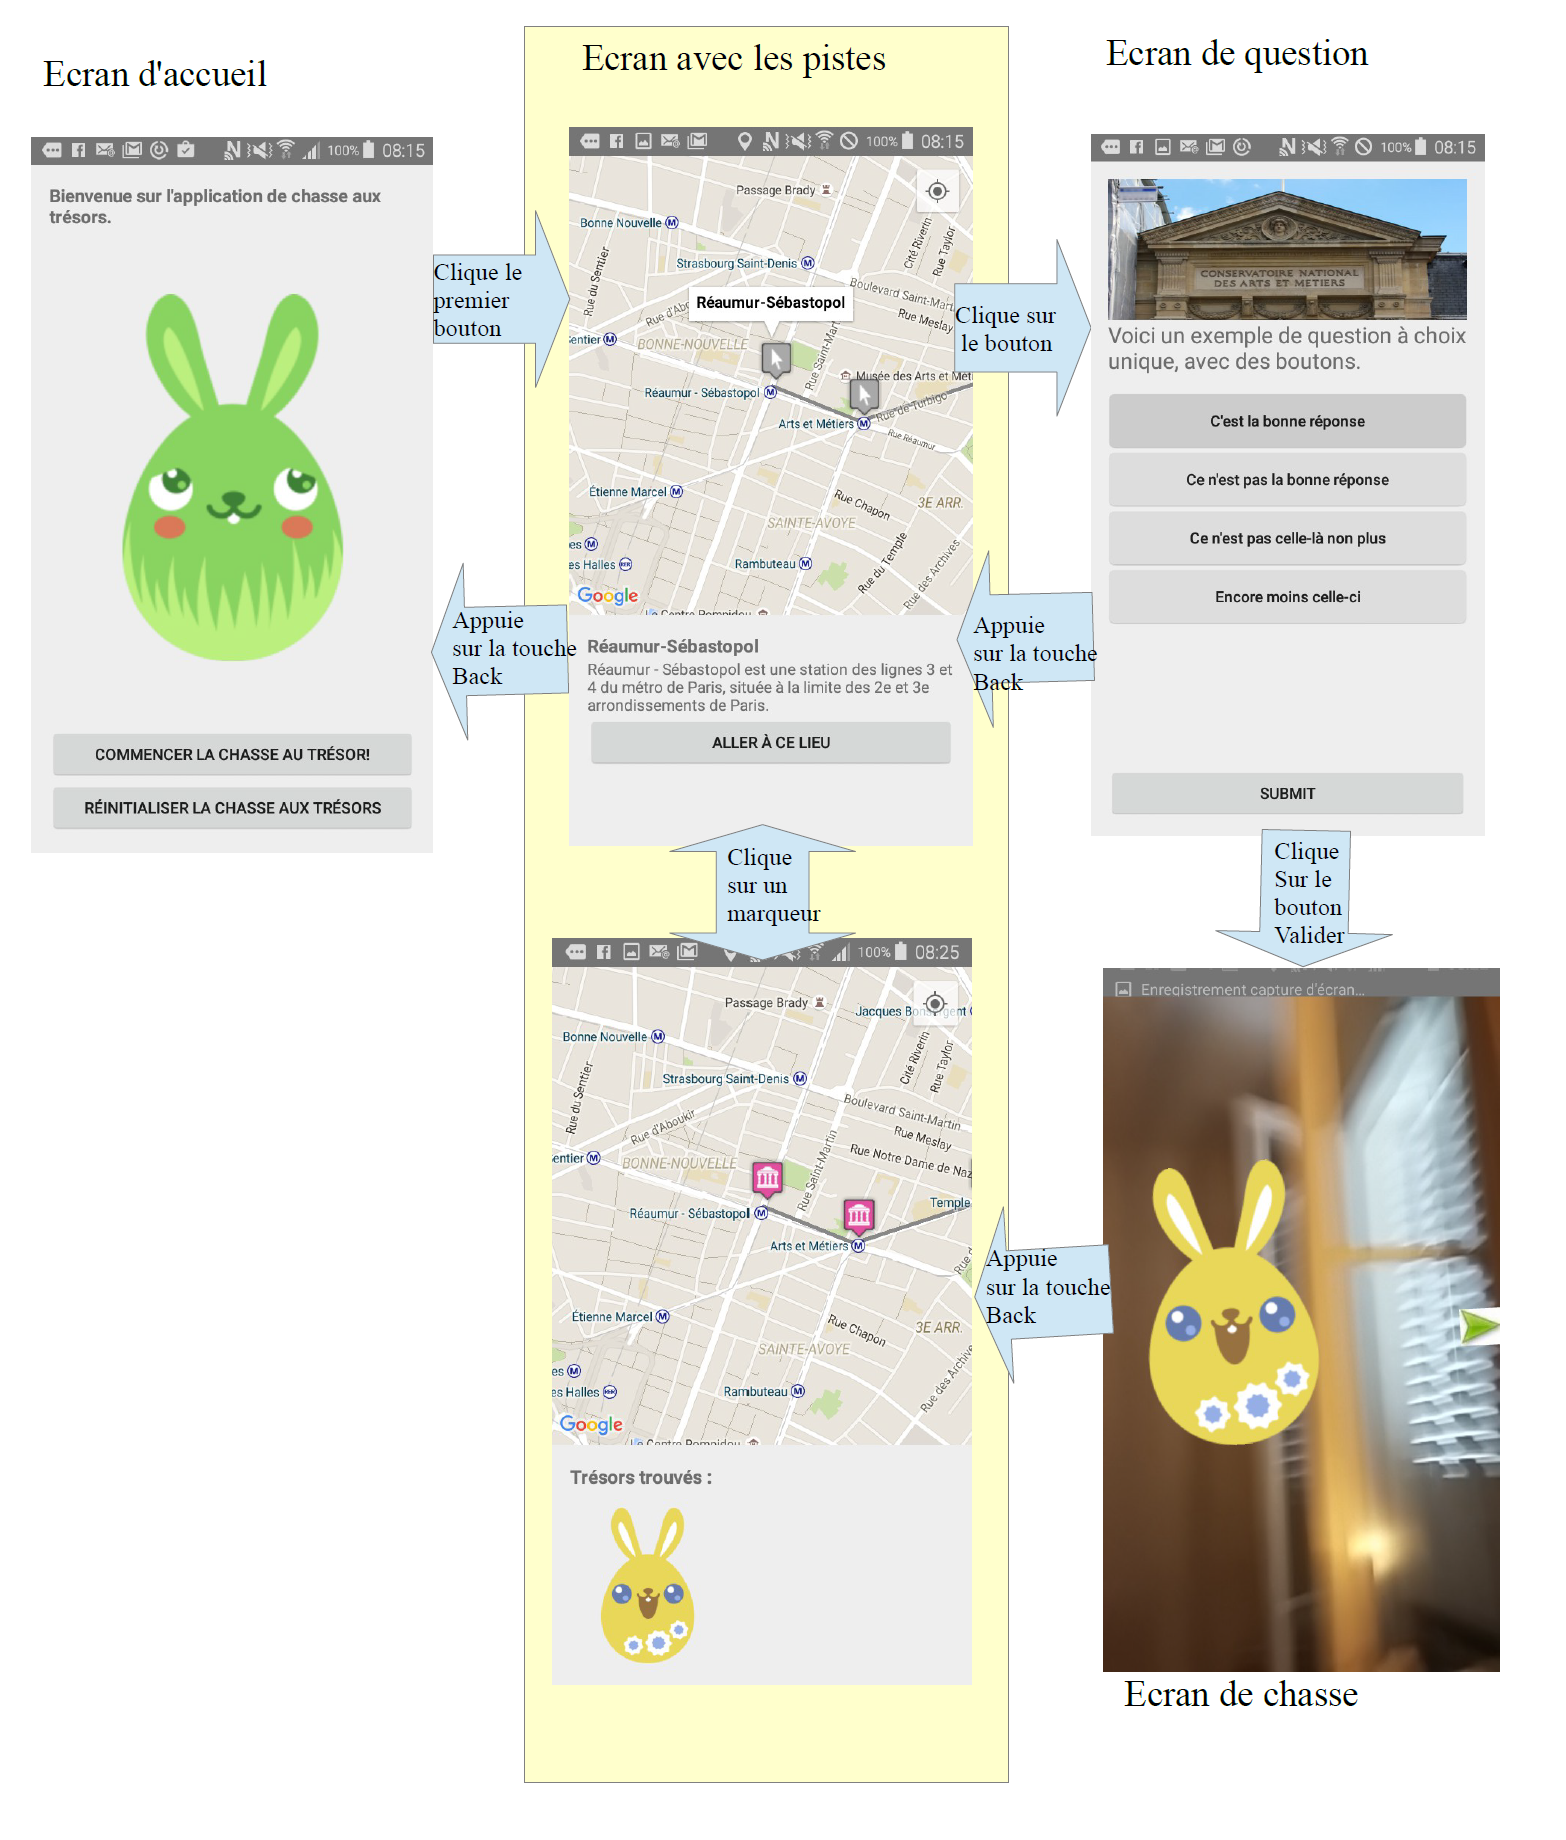 Ecran d'accueil
100% 08:15
Bienvenue sur l'application de chasse aux
trésors.
COMMENCER LA CHASSE AU TRÉSOR!
RÉINITIALISER LA CHASSE AUX TRÉSORS
Clique le
premier
bouton
Appuie
sur la touche
Back
Ecran avec les pistes
100% 08:15
Passage Brady
Bonne Nouvelle
Cité Riverin
Rue Taylor
Rue du Sentier
Strasbourg Saint-Denis
Boulevard Saint-Mart
Réaumur-Sébastopol
Rue d'Abo
Rue Meslay
entier
BONNE-NOUVELLE
Rue Saint-Mart
Musée des Arts et Mét
Réaumur - Sébastopol
Rue de Turbigo
Arts et Métiers
Rue Réaumur
Étienne Marcel
Rue Chapon
3E ARR.
SAINTE-AVOYE
es
es Halles
Rambuteau
Rue du Temple
Rue des Archives
Google
Le Centre Pompidou
Réaumur-Sébastopol
Réaumur - Sébastopol est une station des lignes 3 et
4 du métro de Paris, située à la limite des 2e et 3e
arrondissements de Paris.
ALLER À CE LIEU
Clique
sur un
marqueur
Clique sur
le bouton
Appuie
sur la touche
Back
Ecran de question
100% 08:15
CONSERVATOIRE NATIONAL
DES ARTS ET METIERS
Voici un exemple de question à choix
unique, avec des boutons.
C'est la bonne réponse
Ce n'est pas la bonne réponse
Ce n'est pas celle-là non plus
Encore moins celle-ci
SUBMIT
Clique
Sur le
bouton
Valider
100% 08:25
Passage Brady
Jacques Bonsergent
Bonne Nouvelle
Cité Riverin
Rue Taylor
Rue du Sentier
Strasbourg Saint-Denis
Boulevard Saint-Martin
Rue d'Aboukir
Rue Meslay
Rue Notre Dame de Naz
entier
BONNE-NOUVELLE
Rue Saint-Martin
Temple
Réaumur - Sébastopol
Arts et Métiers
Étienne Marcel
Rue Chapon
3E ARR.
SAINTE-AVOYE
es
es Halles
Rambuteau
Rue des Archive
Google
Le Centre Pompidou
Trésors trouvés :
Appuie
sur la touche
Back
Enregistrement capture d'écran...
Ecran de chasse